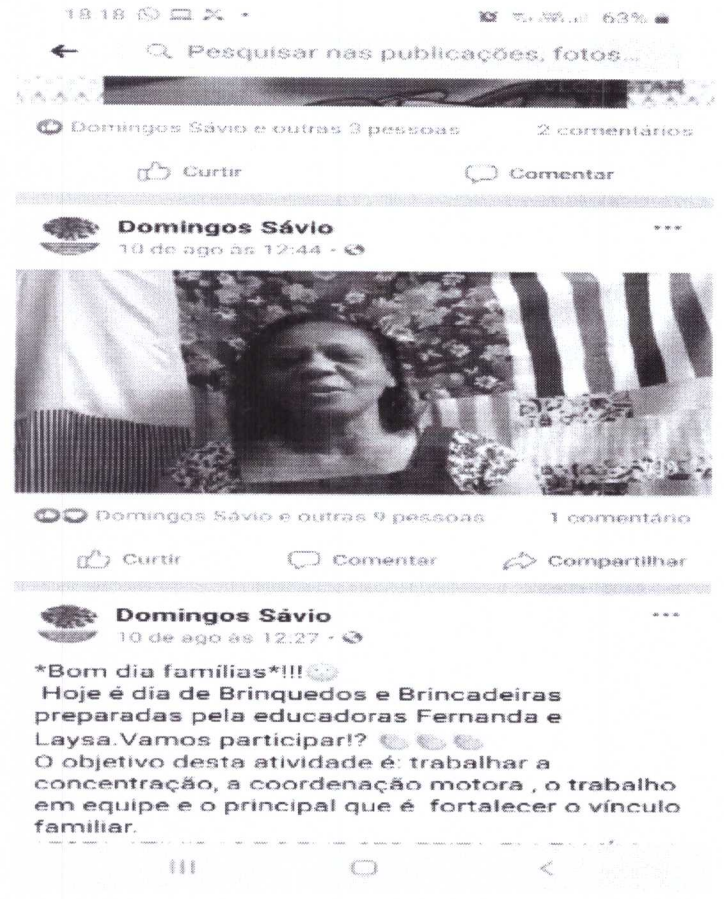 18:18 63%
Pesquisar nas publicações, fotos...
Domingos Sávio e outras 3 pessoas 2 comentários
Curtir Comentar
Domingos Sávio
10 de ago às 12:44
Domingos Sávio e outras 9 pessoas 1 comentário
Curtir Comentar Compartilhar
Domingos Sávio
10 de ago às 12:27
*Bom dia famílias*!!!
Hoje é dia de Brinquedos e Brincadeiras
preparadas pela educadoras Fernanda e
Laysa.Vamos participar!?
O objetivo desta atividade é: trabalhar a
concentração, a coordenação motora , o trabalho
em equipe e o principal que é fortalecer o vínculo
familiar.